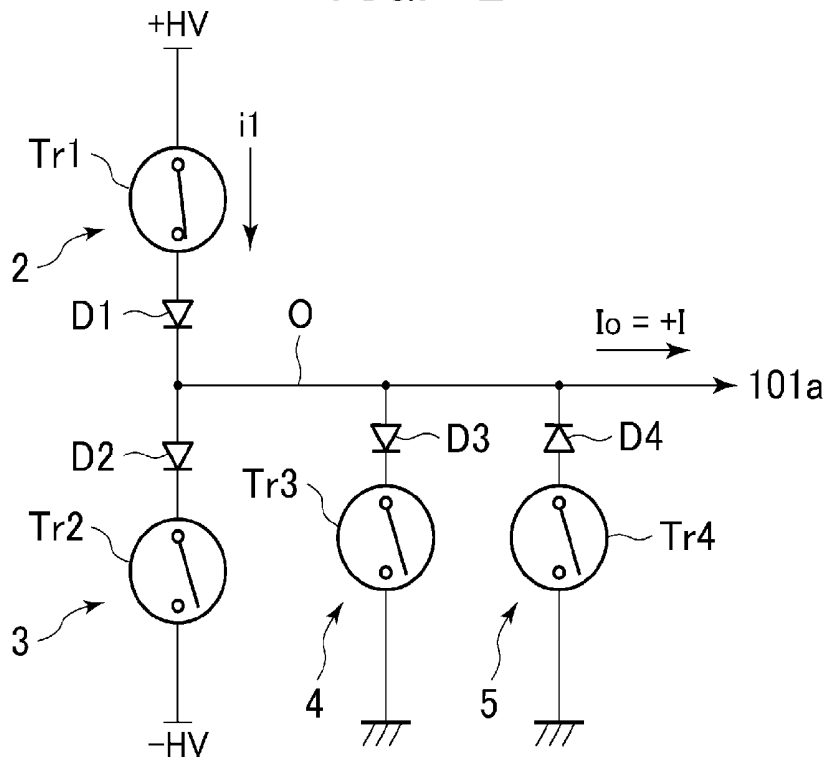 +HV
i1
Tr1
2
D1
O
Io = +I
101a
D2
D3
D4
Tr2
Tr3
Tr4
3
4
5
-HV